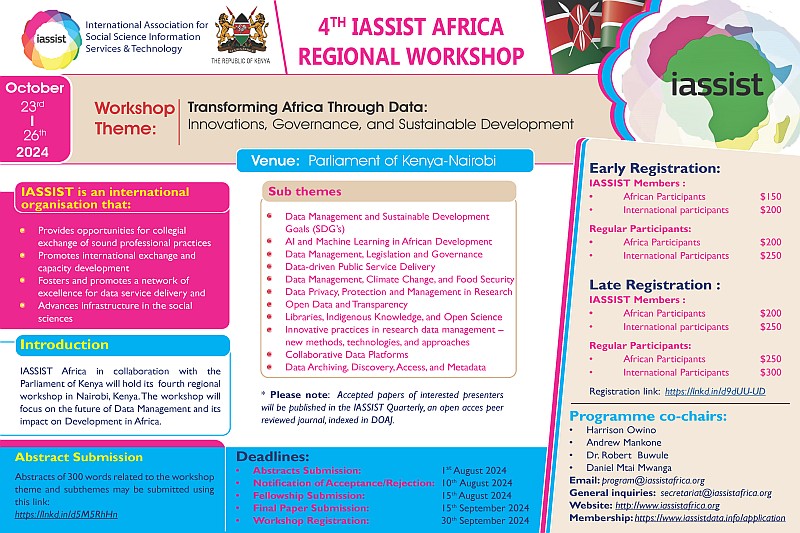 iassist
International Association for
Social Science Information
Services & Technology
THE REPUBLIC OF KENYA
4TH IASSIST AFRICA
REGIONAL WORKSHOP
iassist
October
23rd
I
26th
2024
Workshop
Theme:
Transforming Africa Through Data:
Innovations, Governance, and Sustainable Development
Venue: Parliament of Kenya-Nairobi
IASSIST is an international
organisation that:
Provides opportunities for collegial
exchange of sound professional practices
Promotes international exchange and
capacity development
Fosters and promotes a network of
excellence for data service delivery and
Advances infrastructure in the social
sciences
Introduction
IASSIST Africa in collaboration with the
Parliament of Kenya will hold its fourth regional
workshop in Nairobi, Kenya. The workshop will
focus on the future of Data Management and its
impact on Development in Africa.
Abstract Submission
Abstracts of 300 words related to the workshop
theme and subthemes may be submitted using
this link:
https://lnkd.in/d5M5RhHn
Sub themes
• Data Management and Sustainable Development
Goals (SDG's)
• AI and Machine Learning in African Development
• Data Management, Legislation and Governance
• Data-driven Public Service Delivery
• Data Management, Climate Change, and Food Security
• Data Privacy, Protection and Management in Research
• Open Data and Transparency
• Libraries, Indigenous Knowledge, and Open Science
• Innovative practices in research data management –
new methods, technologies, and approaches
• Collaborative Data Platforms
• Data Archiving, Discovery, Access, and Metadata
* Please note: Accepted papers of interested presenters
will be published in the IASSIST Quarterly, an open acces peer
reviewed journal, indexed in DOAJ.
Deadlines:
• Abstracts Submission: 1st August 2024
• Notification of Acceptance/Rejection: 10th August 2024
• Fellowship Submission: 15th August 2024
• Final Paper Submission: 15th September 2024
• Workshop Registration: 30th September 2024
Early Registration:
IASSIST Members :
• African Participants $150
• International participants $200
Regular Participants:
• Africa Participants $200
• International Participants $250
Late Registration :
IASSIST Members :
• African Participants $200
• International participants $250
Regular Participants:
• African Participants $250
• International Participants $300
Registration link: https://lnkd.in/d9dUU-UD
Programme co-chairs:
• Harrison Owino
• Andrew Mankone
• Dr. Robert Buwule
• Daniel Mtai Mwanga
Email: program@iassistafrica.org
General inquiries: secretariat@iassistafrica.org
Website: http://www.iassistafrica.org
Membership: https://www.iassistdata.info/application